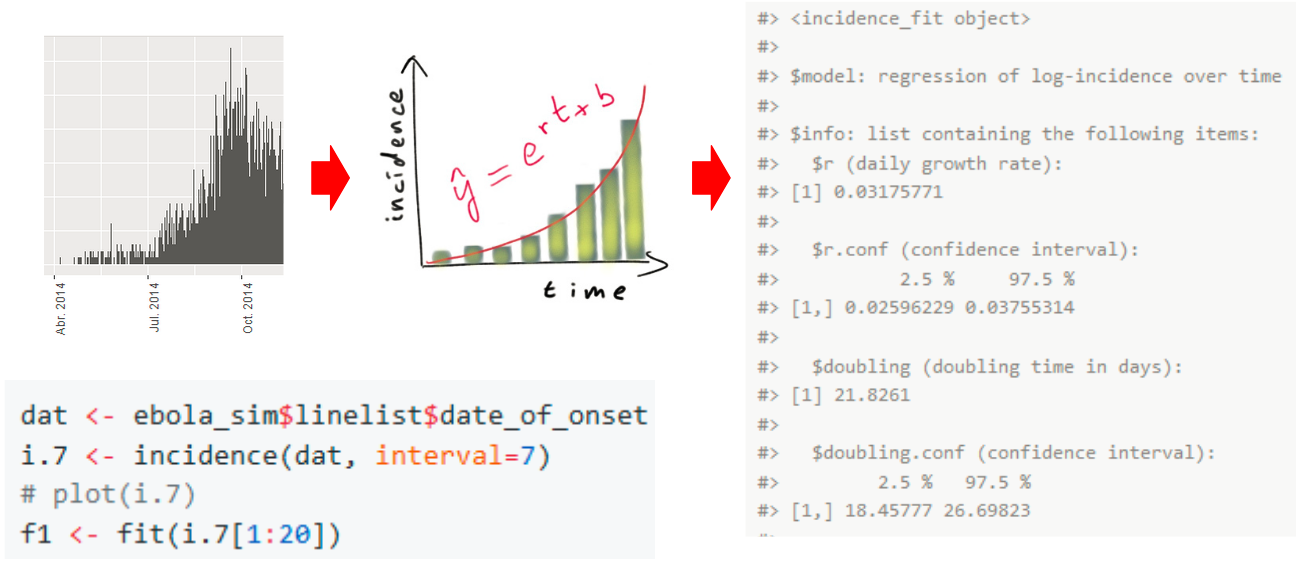 Abr. 2014
Jul. 2014
Oct. 2014
incidence
ŷ = e^rt+b
time
dat <- ebola_sim$linelist$date_of_onset
i.7 <- incidence(dat, interval=7)
# plot(i.7)
f1 <- fit(i.7[1:20])
#> <incidence_fit object>
#>
#> $model: regression of log-incidence over time
#>
#> $info: list containing the following items:
#>   $r (daily growth rate):
#> [1] 0.03175771
#>
#>   $r.conf (confidence interval):
#>           2.5 %     97.5 %
#> [1,] 0.02596229 0.03755314
#>
#>   $doubling (doubling time in days):
#> [1] 21.8261
#>
#>   $doubling.conf (confidence interval):
#>         2.5 %   97.5 %
#> [1,] 18.45777 26.69823